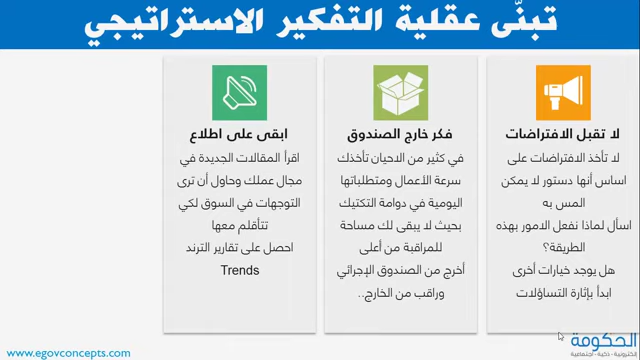 تبنّى عقلية التفكير الاستراتيجي
لا تقبل الافتراضات
لا تأخذ الافتراضات على
اساس أنها دستور لا يمكن
المس به
اسأل لماذا نفعل الامور بهذه
الطريقة؟
هل يوجد خيارات أخرى
ابدأ بإثارة التساؤلات
فكر خارج الصندوق
في كثير من الاحيان تأخذك
سرعة الأعمال ومتطلباتها
اليومية في دوامة التكتيك
بحيث لا يبقى لك مساحة
للمراقبة من أعلى
أخرج من الصندوق الإجرائي
وراقب من الخارج..
ابقى على اطلاع
اقرأ المقالات الجديدة في
مجال عملك وحاول أن ترى
التوجهات في السوق لكي
تتأقلم معها
احصل على تقارير الترند
Trends
www.egovconcepts.com
الحكومة
إلكترونية - ذكية - اجتماعية